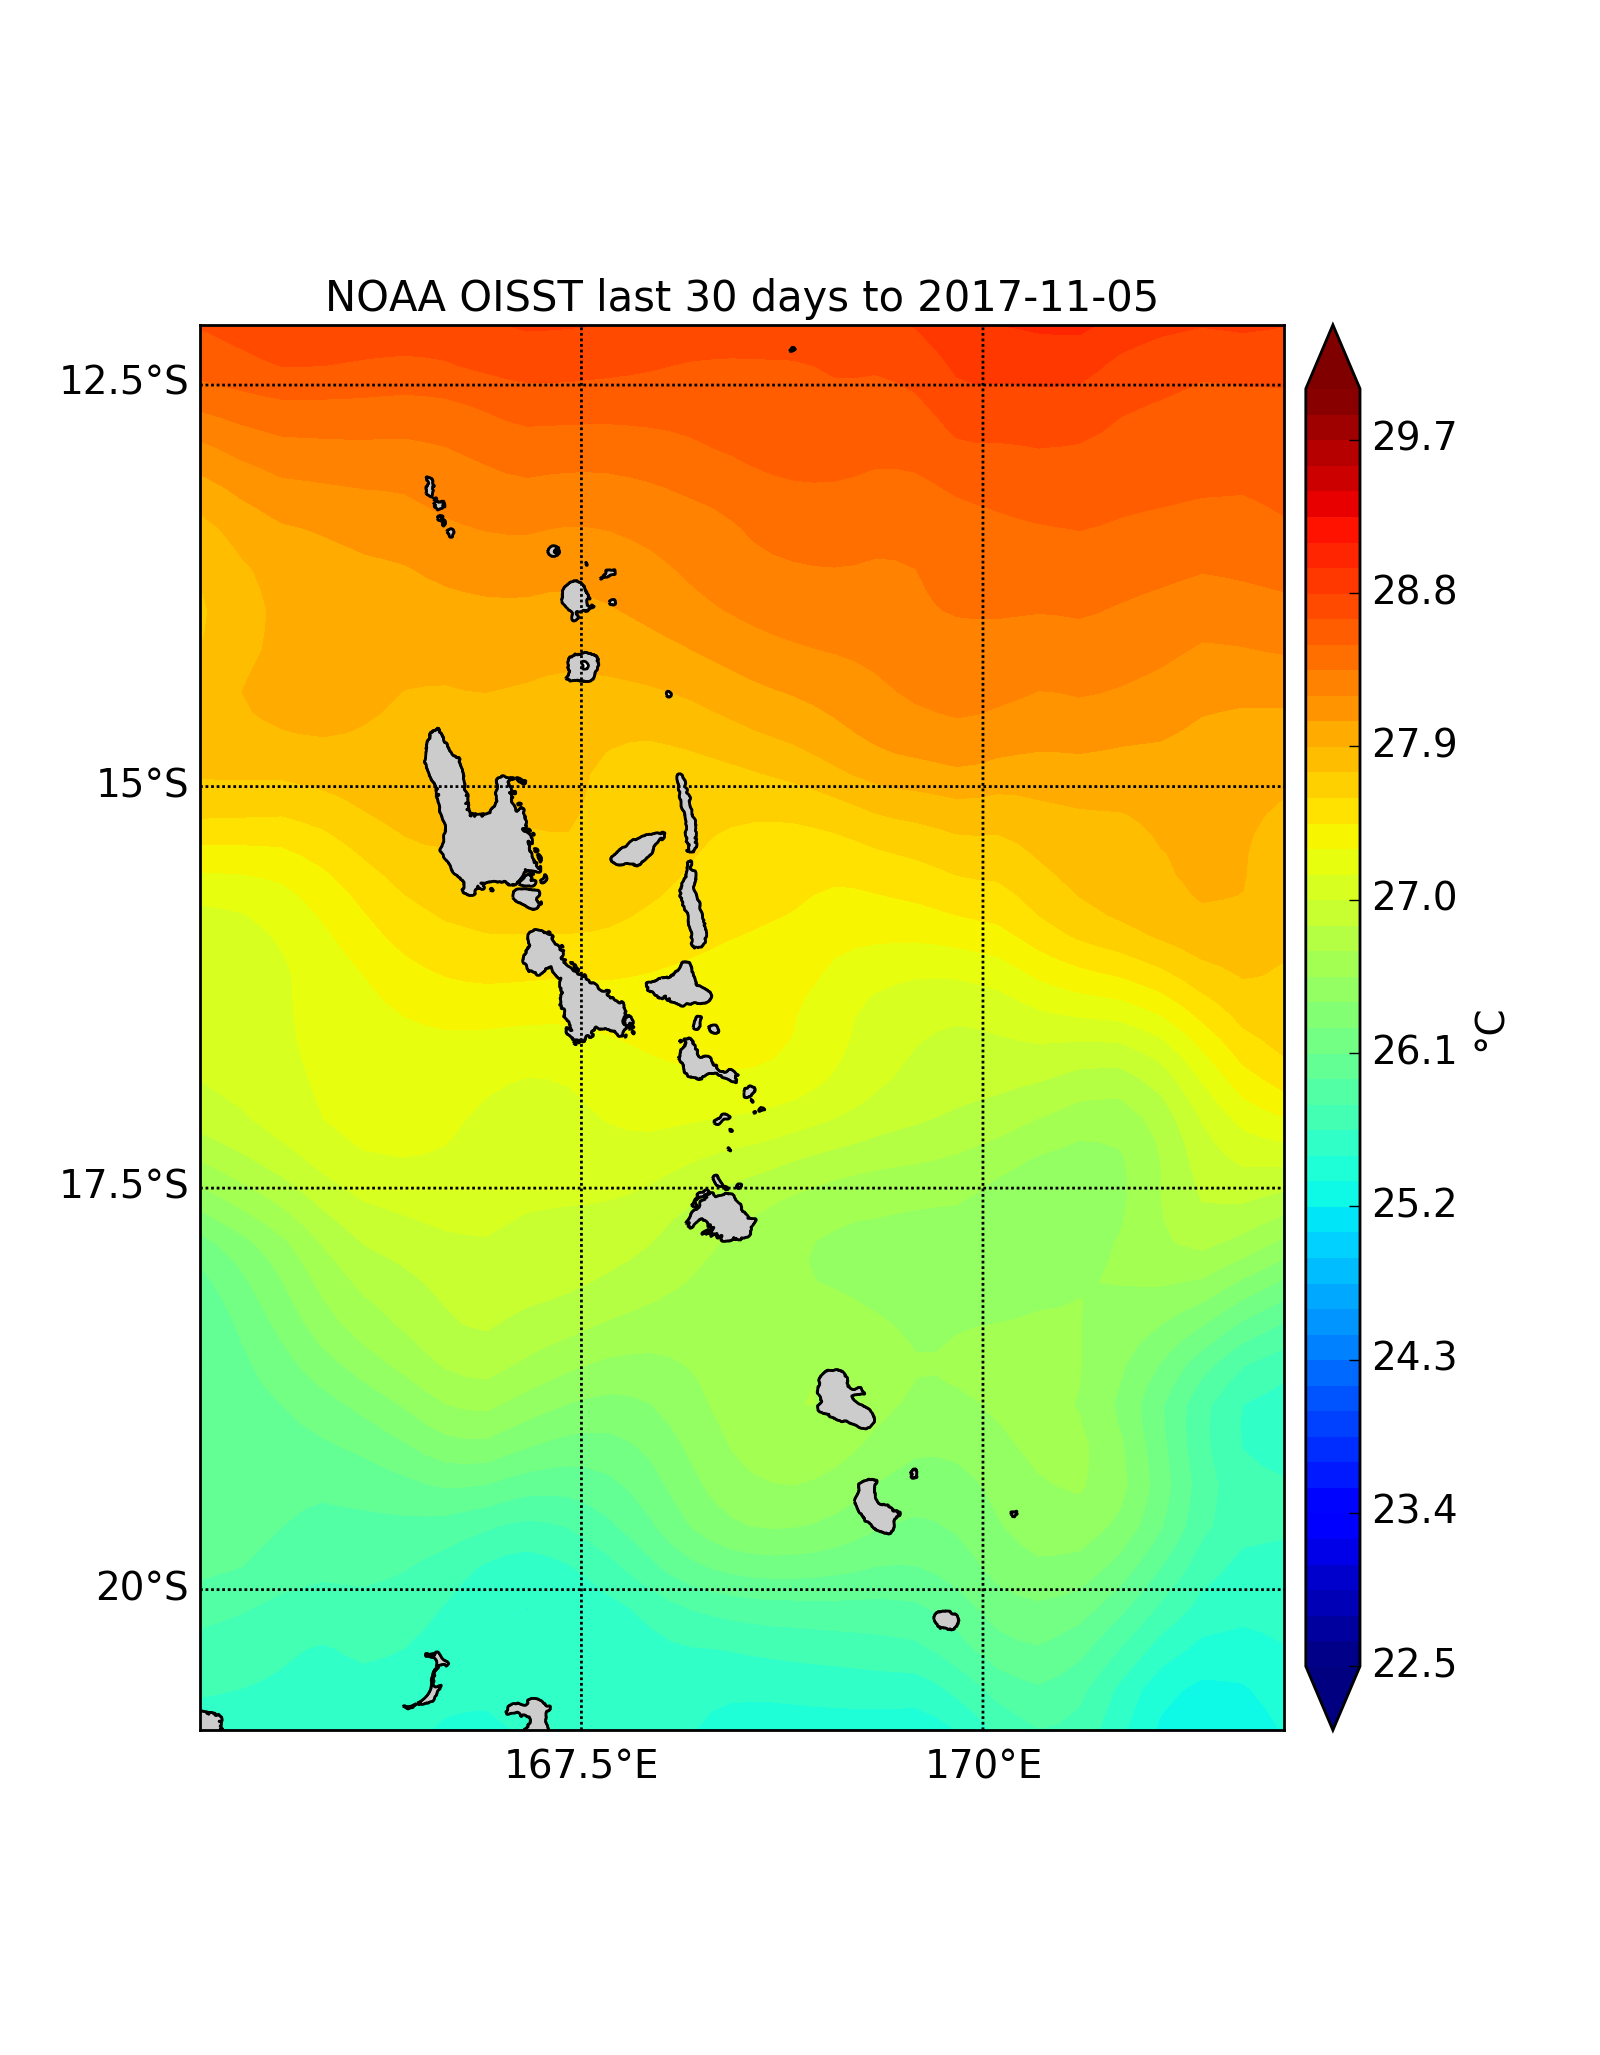 NOAA OISST last 30 days to 2017-11-05
12.5°S
15°S
17.5°S
20°S
167.5°E
170°E
29.7
28.8
27.9
27.0
26.1
25.2
24.3
23.4
22.5
°C